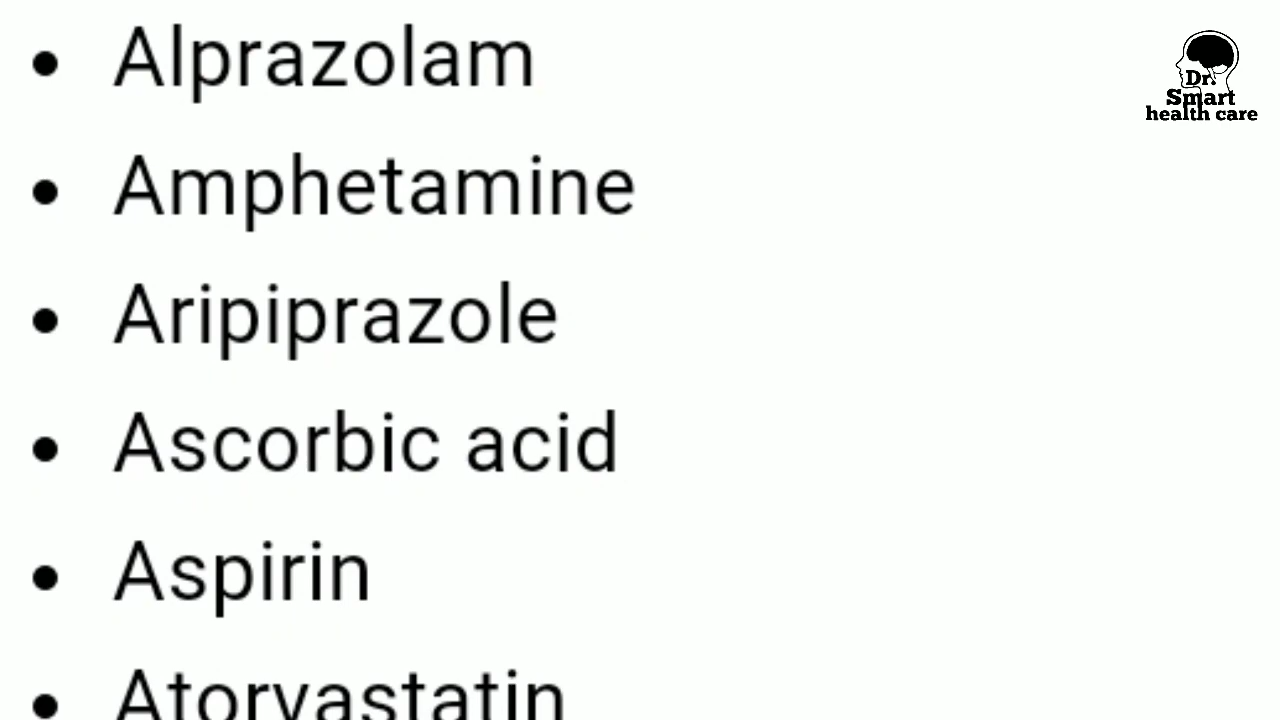 • Alprazolam
• Amphetamine
• Aripiprazole
• Ascorbic acid
• Aspirin
• Atorvastatin
Dr.
Smart
health care